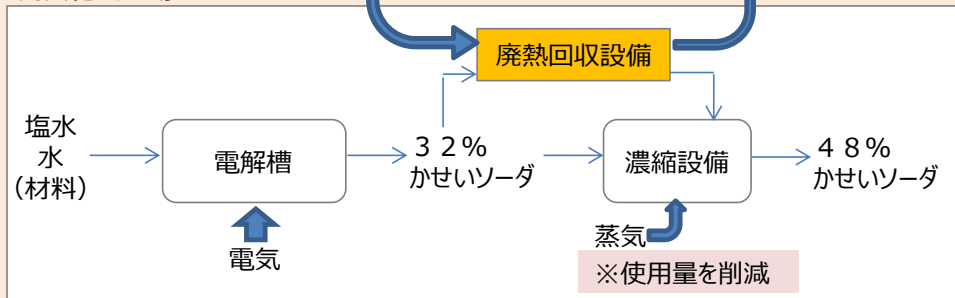 廃熱回収設備
塩水
水
（材料）
電解槽
３２%
かせいソーダ
濃縮設備
４８%
かせいソーダ
電気
蒸気
※使用量を削減